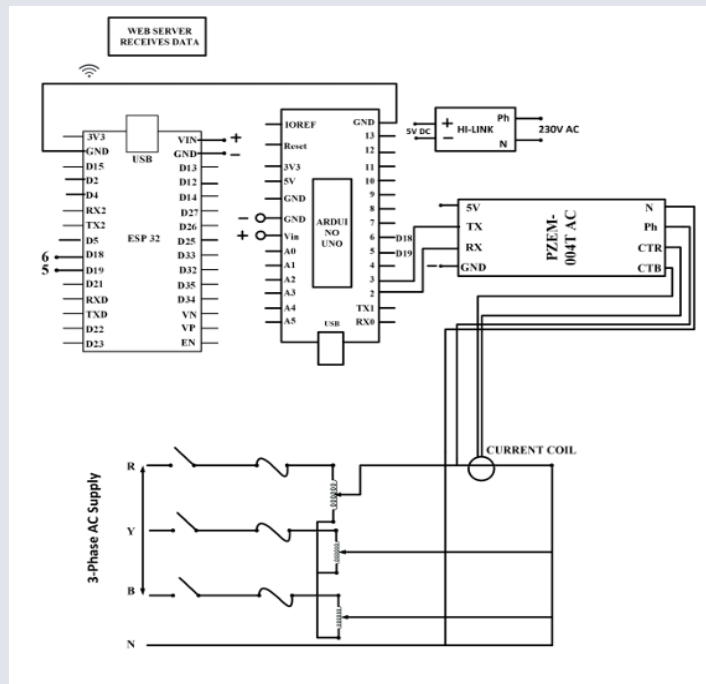 WEB SERVER
RECEIVES DATA
3V3
GND
D15
D2
D4
RX2
TX2
D5
D18
D19
D21
RXD
TXD
D22
D23
6
5
USB
ESP 32
VIN
GND
D13
D12
D14
D27
D26
D25
D33
D32
D35
D34
VN
VP
EN
+
−
IOREF
Reset
3V3
5V
GND
GND
Vin
A0
A1
A2
A3
A4
A5
−
+
ARDUI
NO
UNO
USB
GND
13
12
11
10
9
8
7
6
5
4
3
2
TX1
RX0
D18
D19
5V DC
+
−
HI-LINK
Ph
N
230V AC
5V
TX
RX
GND
−
PZEM-
004T AC
N
Ph
CTR
CTB
CURRENT COIL
3-Phase AC Supply
R
Y
B
N